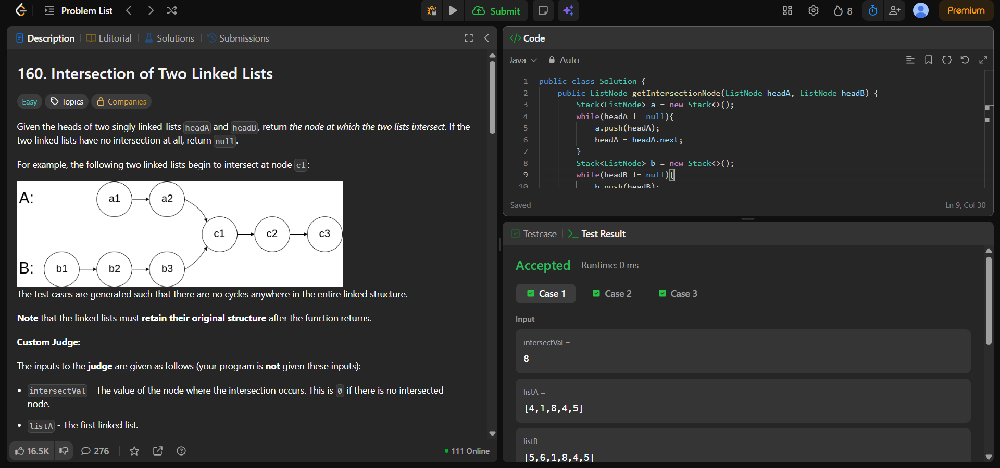 Problem List
Submit
8
Premium
Description
Editorial
Solutions
Submissions
160. Intersection of Two Linked Lists
Easy
Topics
Companies
Given the heads of two singly linked-lists headA and headB, return the node at which the two lists intersect. If the
two linked lists have no intersection at all, return null.
For example, the following two linked lists begin to intersect at node c1:
A:
a1
a2
c1
c2
c3
B:
b1
b2
b3
The test cases are generated such that there are no cycles anywhere in the entire linked structure.
Note that the linked lists must retain their original structure after the function returns.
Custom Judge:
The inputs to the judge are given as follows (your program is not given these inputs):
• intersectVal - The value of the node where the intersection occurs. This is 0 if there is no intersected
node.
• listA - The first linked list.
16.5K
276
111 Online
</> Code
Java
Auto
1 public class Solution {
2 public ListNode getIntersectionNode(ListNode headA, ListNode headB) {
3 Stack<ListNode> a = new Stack<>();
4 while(headA != null){
5 a.push(headA);
6 headA = headA.next;
7 }
8 Stack<ListNode> b = new Stack<>();
9 while(headB != null){
10 b.push(headB);
Saved
Ln 9, Col 30
Testcase
Test Result
Accepted
Runtime: 0 ms
Case 1
Case 2
Case 3
Input
intersectVal =
8
listA =
[4,1,8,4,5]
listB =
[5,6,1,8,4,5]